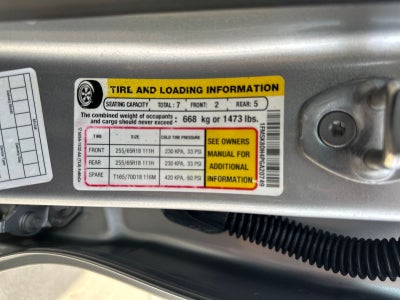 TIRE AND LOADING INFORMATION
SEATING CAPACITY TOTAL: 7 FRONT: 2 REAR: 5
The combined weight of occupants
and cargo should never exceed : 668 kg or 1473 lbs.
TIRE SIZE COLD TIRE PRESSURE
FRONT 255/65R18 111H 230 KPA, 33 PSI
REAR 255/65R18 111H 230 KPA, 33 PSI
SPARE T165/70D18 116M 420 KPA, 60 PSI
SEE OWNERS
MANUAL FOR
ADDITIONAL
INFORMATION